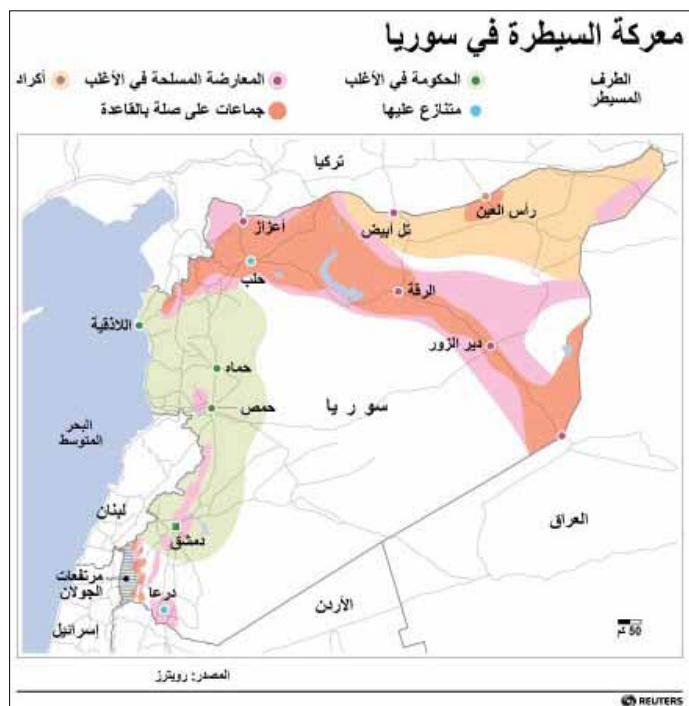 معركة السيطرة في سوريا
الطرف المسيطر
الحكومة في الأغلب
المعارضة المسلحة في الأغلب
أكراد
متنازع عليها
جماعات على صلة بالقاعدة
تركيا
رأس العين
تل أبيض
أعزاز
حلب
الرقة
اللاذقية
دير الزور
حماه
سوريا
حمص
البحر
المتوسط
لبنان
العراق
دمشق
مرتفعات
الجولان
درعا
الأردن
إسرائيل
50 كم
المصدر: رويترز
REUTERS